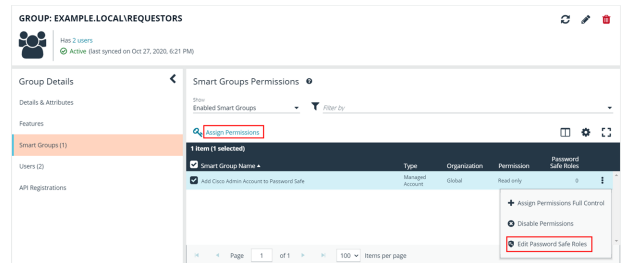 GROUP: EXAMPLE.LOCAL\REQUESTORS
Has 2 users
Active (last synced on Oct 27, 2020, 6:21 PM)
Group Details
Details & Attributes
Features
Smart Groups (1)
Users (2)
API Registrations
Smart Groups Permissions
Show
Enabled Smart Groups
Filter by
Assign Permissions
1 item (1 selected)
Smart Group Name Type Organization Permission Password Safe Roles
Add Cisco Admin Account to Password Safe Managed Account Global Read only 0
Assign Permissions Full Control
Disable Permissions
Edit Password Safe Roles
Page 1 of 1 100 Items per page